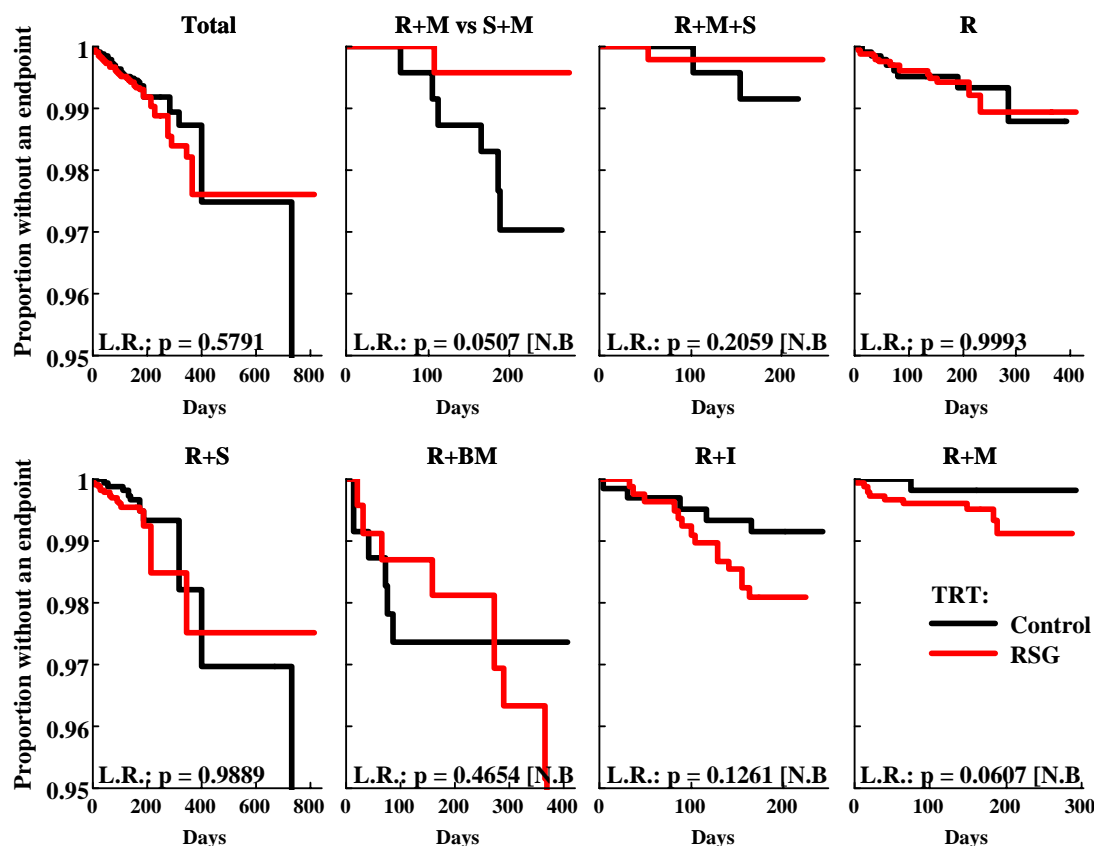 Total
R+M vs S+M
R+M+S
R
Proportion without an endpoint
1
0.99
0.98
0.97
0.96
0.95
L.R.; p = 0.5791
L.R.: p = 0.0507 [N.B
L.R.: p = 0.2059 [N.B
L.R.: p = 0.9993
0 200 400 600 800
0 100 200
0 100 200
0 100 200 300 400
Days
Days
Days
Days
R+S
R+BM
R+I
R+M
Proportion without an endpoint
1
0.99
0.98
0.97
0.96
0.95
TRT:
Control
RSG
L.R.; p = 0.9889
L.R.: p = 0.4654 [N.B
L.R.: p = 0.1261 [N.B
L.R.: p = 0.0607 [N.B
0 200 400 600 800
0 100 200 300 400
0 100 200
0 100 200 300
Days
Days
Days
Days